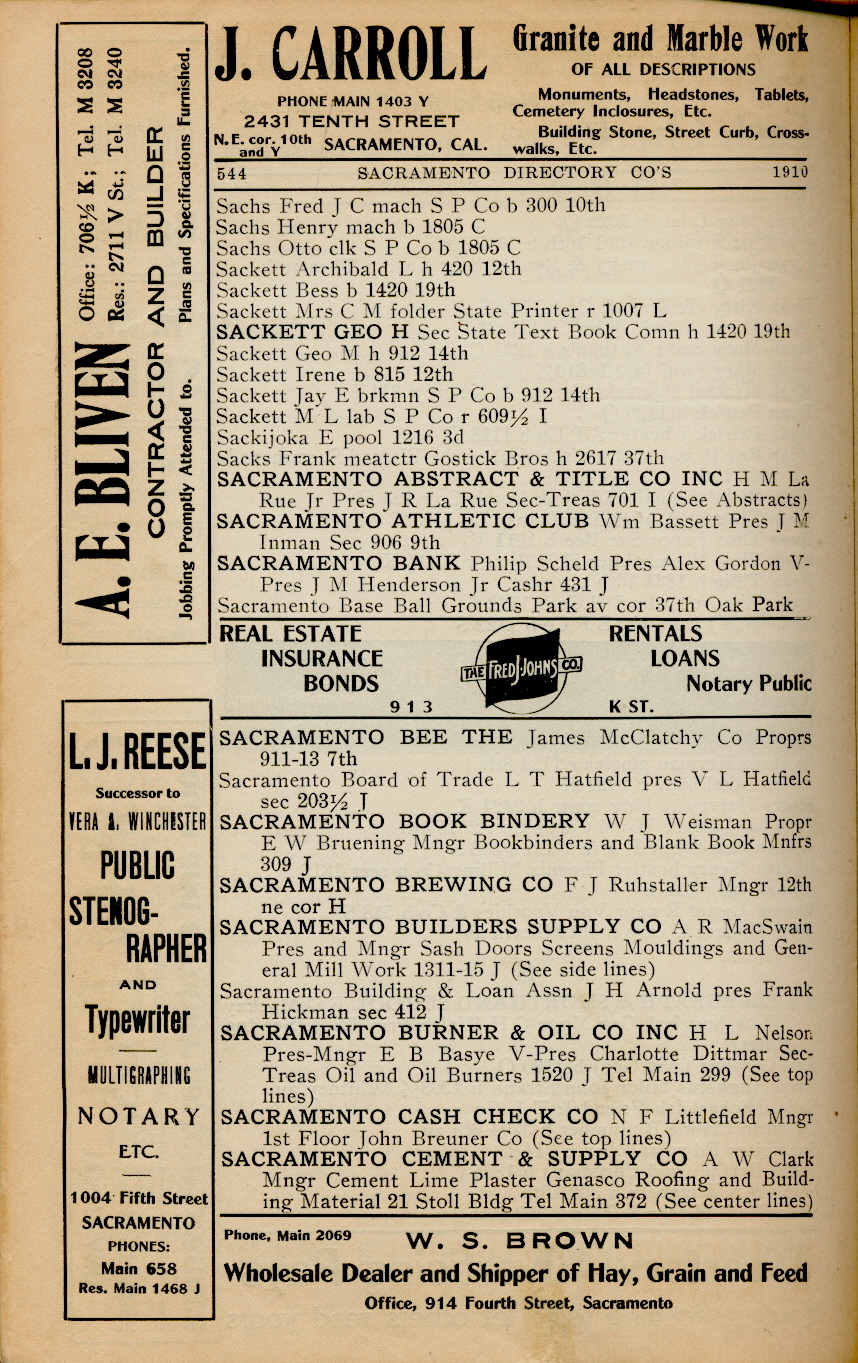 J. CARROLL
PHONE MAIN 1403 Y
2431 TENTH STREET
N. E. cor. 10th and Y SACRAMENTO, CAL.
Granite and Marble Work
OF ALL DESCRIPTIONS
Monuments, Headstones, Tablets,
Cemetery Inclosures, Etc.
Building Stone, Street Curb, Cross-
walks, Etc.
A. E. BLIVEN
Office: 706½ K; Tel. M 3208
Res.: 2711 V St.; Tel. M 3240
CONTRACTOR AND BUILDER
Jobbing Promptly Attended to. Plans and Specifications Furnished.
544 SACRAMENTO DIRECTORY CO'S 1910
Sachs Fred J C mach S P Co b 300 10th
Sachs Henry mach b 1805 C
Sachs Otto clk S P Co b 1805 C
Sackett Archibald L h 420 12th
Sackett Bess b 1420 19th
Sackett Mrs C M folder State Printer r 1007 L
SACKETT GEO H Sec State Text Book Comn h 1420 19th
Sackett Geo M h 912 14th
Sackett Irene b 815 12th
Sackett Jay E brkmn S P Co b 912 14th
Sackett M L lab S P Co r 609½ I
Sackijoka E pool 1216 3d
Sacks Frank meatctr Gostick Bros h 2617 37th
SACRAMENTO ABSTRACT & TITLE CO INC H M La
Rue Jr Pres J R La Rue Sec-Treas 701 I (See Abstracts)
SACRAMENTO ATHLETIC CLUB Wm Bassett Pres J M
Inman Sec 906 9th
SACRAMENTO BANK Philip Scheld Pres Alex Gordon V-
Pres J M Henderson Jr Cashr 431 J
Sacramento Base Ball Grounds Park av cor 37th Oak Park
REAL ESTATE
INSURANCE
BONDS
913
THE FRED J. JOHNS CO.
RENTALS
LOANS
Notary Public
K ST.
L. J. REESE
Successor to
VERA A. WINCHESTER
PUBLIC
STENOG-
RAPHER
AND
Typewriter
MULTIGRAPHING
NOTARY
ETC.
1004 Fifth Street
SACRAMENTO
PHONES:
Main 658
Res. Main 1468 J
SACRAMENTO BEE THE James McClatchy Co Proprs
911-13 7th
Sacramento Board of Trade L T Hatfield pres V L Hatfield
sec 203½ J
SACRAMENTO BOOK BINDERY W J Weisman Propr
E W Bruening Mngr Bookbinders and Blank Book Mnfrs
309 J
SACRAMENTO BREWING CO F J Ruhstaller Mngr 12th
ne cor H
SACRAMENTO BUILDERS SUPPLY CO A R MacSwain
Pres and Mngr Sash Doors Screens Mouldings and Gen-
eral Mill Work 1311-15 J (See side lines)
Sacramento Building & Loan Assn J H Arnold pres Frank
Hickman sec 412 J
SACRAMENTO BURNER & OIL CO INC H L Nelson
Pres-Mngr E B Basye V-Pres Charlotte Dittmar Sec-
Treas Oil and Oil Burners 1520 J Tel Main 299 (See top
lines)
SACRAMENTO CASH CHECK CO N F Littlefield Mngr
1st Floor John Breuner Co (See top lines)
SACRAMENTO CEMENT & SUPPLY CO A W Clark
Mngr Cement Lime Plaster Genasco Roofing and Build-
ing Material 21 Stoll Bldg Tel Main 372 (See center lines)
Phone, Main 2069 W. S. BROWN
Wholesale Dealer and Shipper of Hay, Grain and Feed
Office, 914 Fourth Street, Sacramento